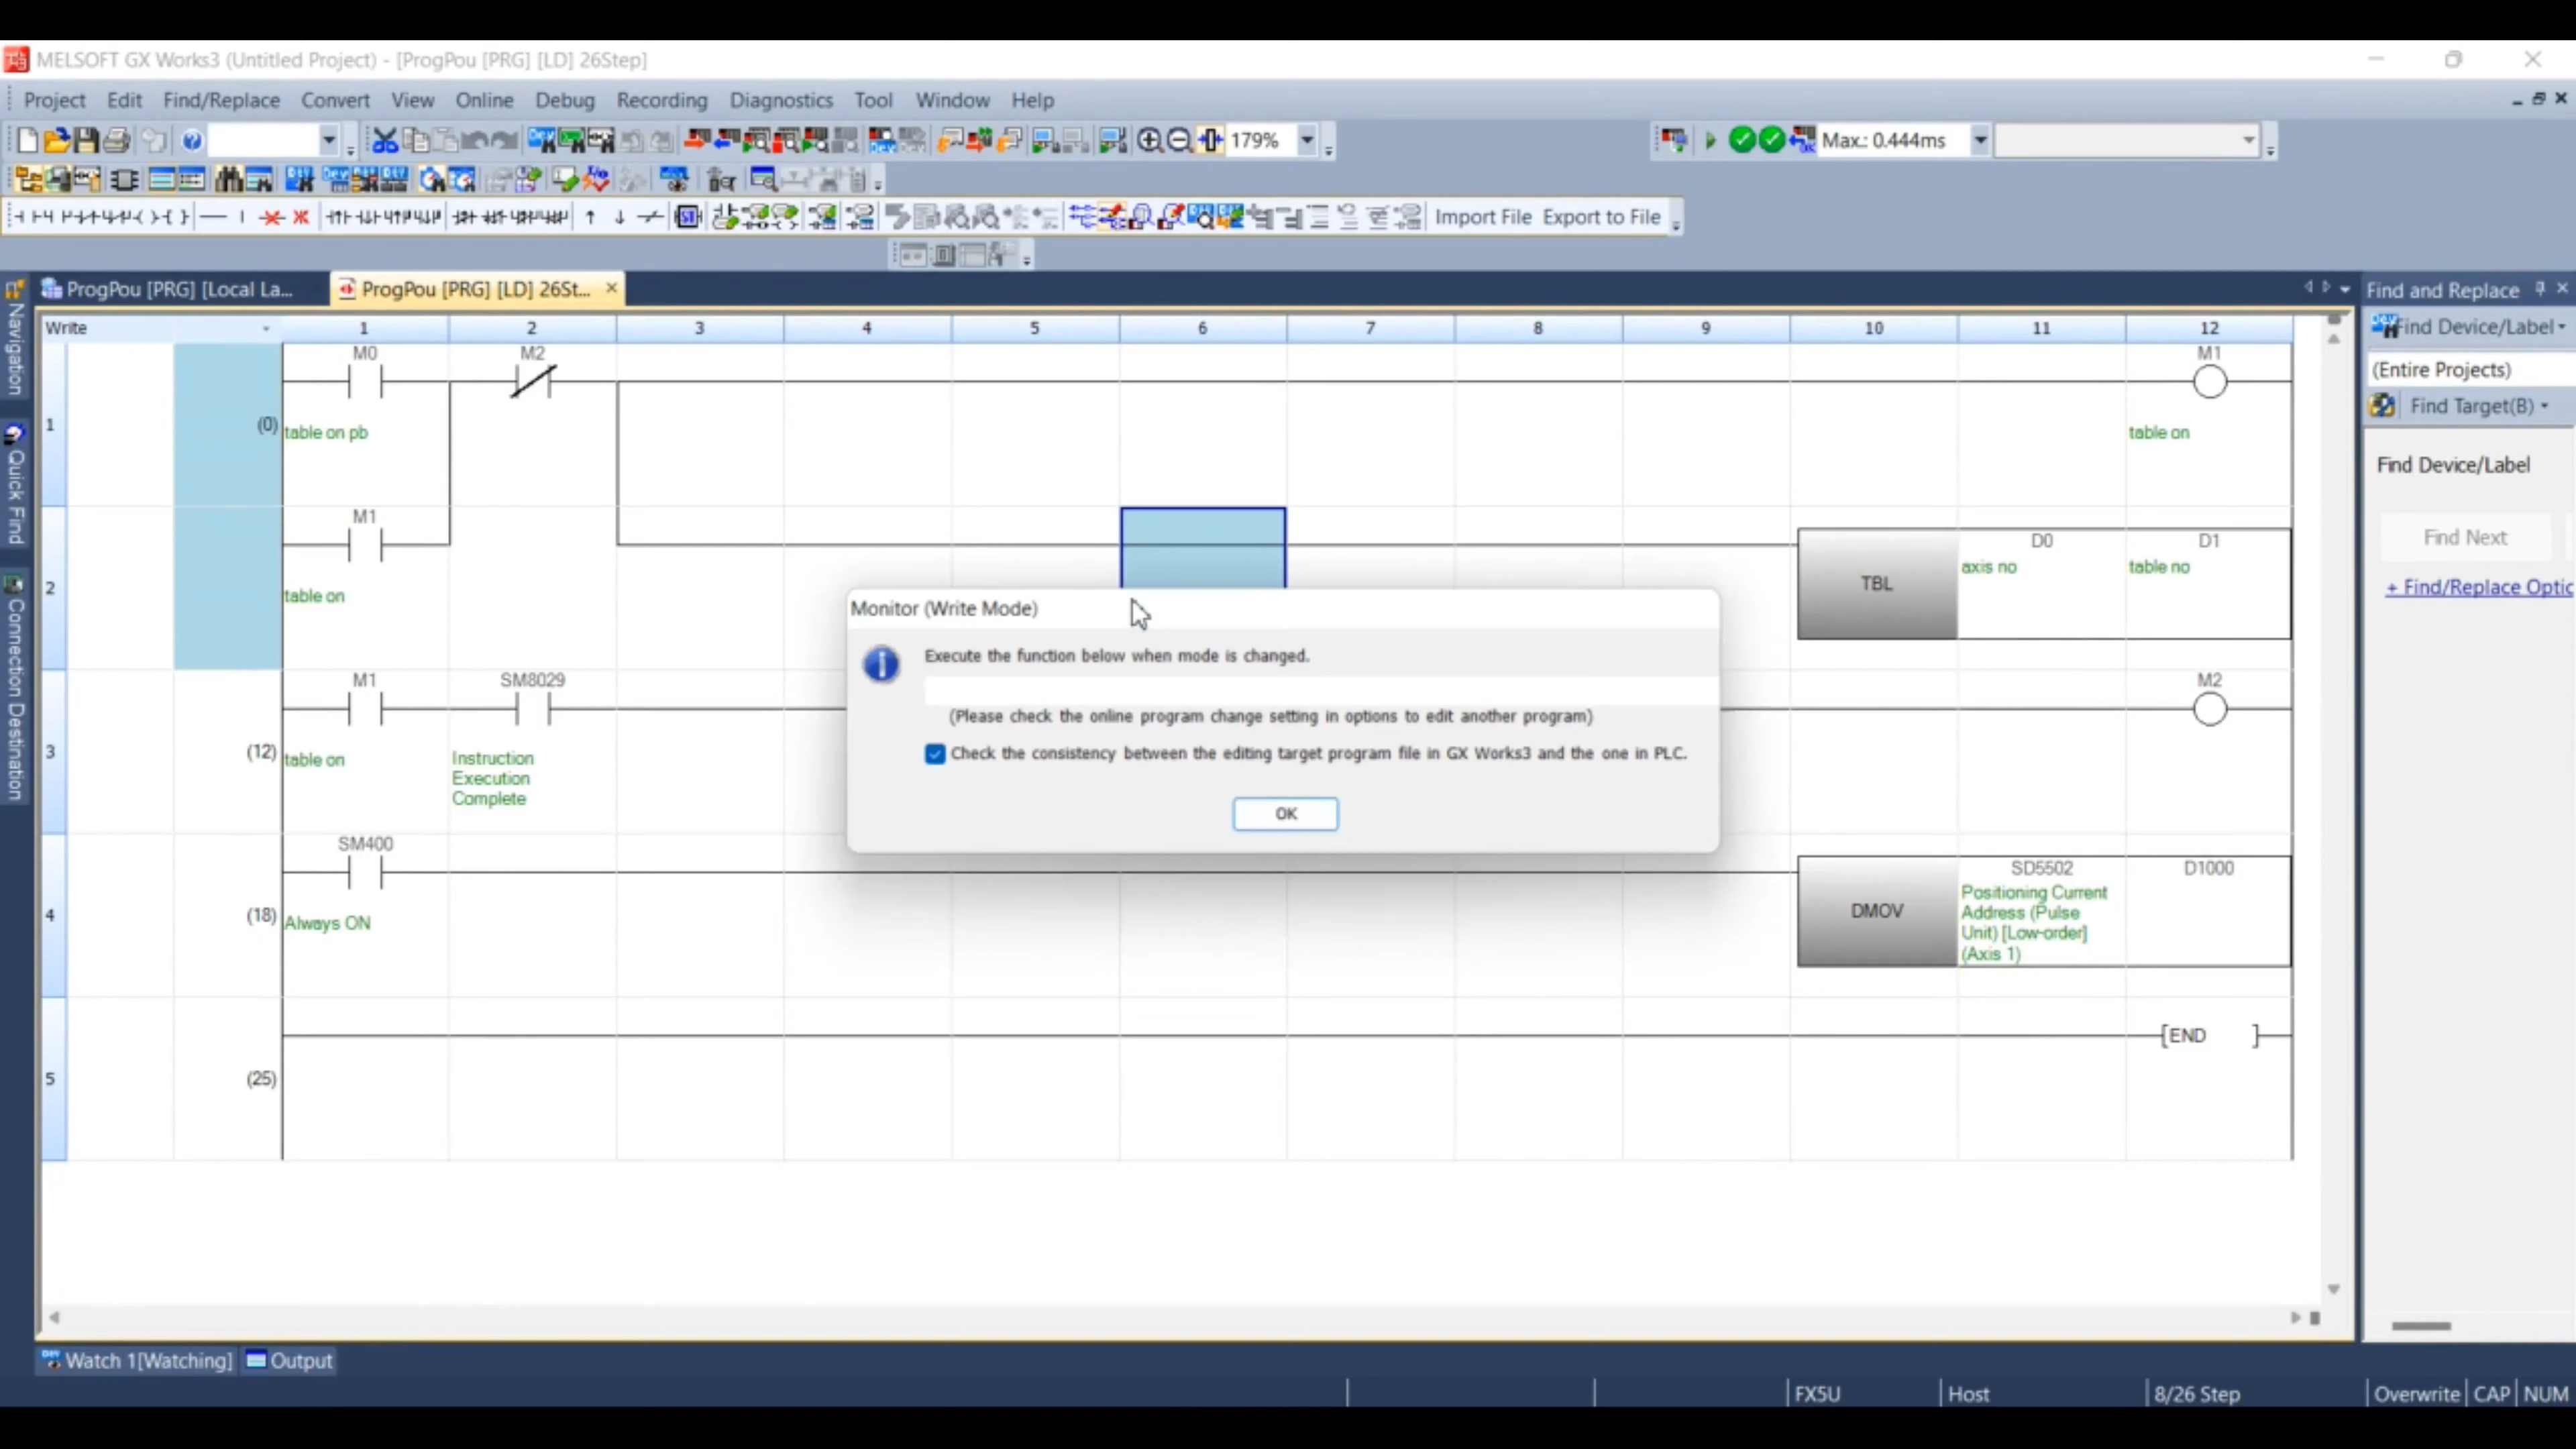 MELSOFT GX Works3 (Untitled Project) - [ProgPou [PRG] [LD] 26Step]
Project Edit Find/Replace Convert View Online Debug Recording Diagnostics Tool Window Help
179%
Max.: 0.444ms
Import File Export to File
ProgPou [PRG] [Local La...
ProgPou [PRG] [LD] 26St...
Navigation
Quick Find
Connection Destination
Write 1 2 3 4 5 6 7 8 9 10 11 12
M0 M2 M1
1 (0) table on pb table on
M1 D0 D1
axis no table no
TBL
2 table on
M1 SM8029 M2
3 (12) table on Instruction
Execution
Complete
SM400 SD5502 D1000
4 (18) Always ON DMOV Positioning Current
Address (Pulse
Unit) [Low-order]
(Axis 1)
[END ]
5 (25)
Monitor (Write Mode)
Execute the function below when mode is changed.
(Please check the online program change setting in options to edit another program)
Check the consistency between the editing target program file in GX Works3 and the one in PLC.
OK
Find and Replace
Find Device/Label
(Entire Projects)
Find Target(B)
Find Device/Label
Find Next
+ Find/Replace Optic
Watch 1[Watching] Output
FX5U Host 8/26 Step Overwrite CAP NUM